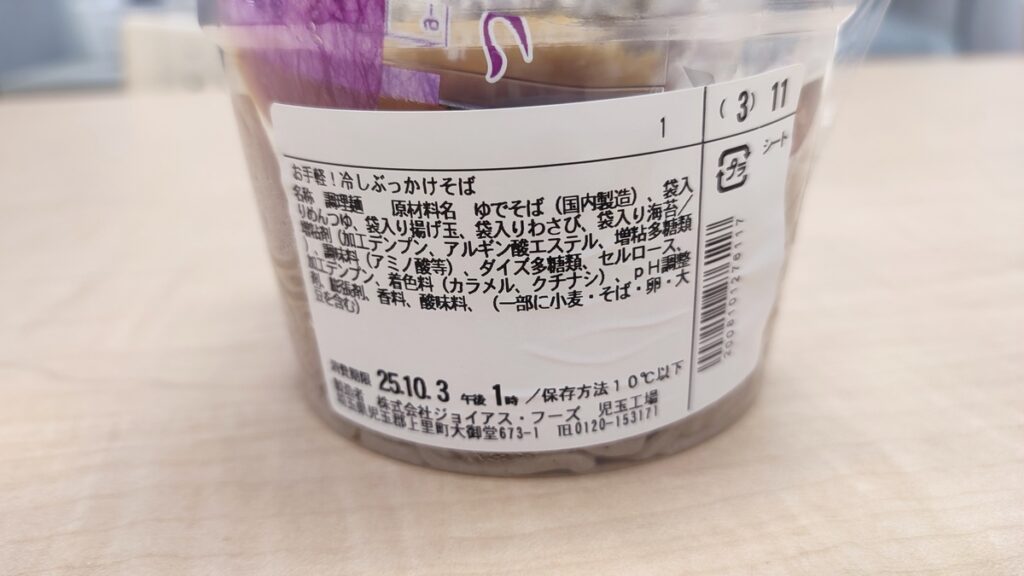 1
(3) 11
お手軽！冷しぶっかけそば
名称 調理麺 原材料名 ゆでそば（国内製造）、袋入
りめんつゆ、袋入り揚げ玉、袋入りわさび、袋入り海苔／
増粘剤（加工デンプン、アルギン酸エステル、増粘多糖類
）、調味料（アミノ酸等）、ダイズ多糖類、セルロース、
加工デンプン、着色料（カラメル、クチナシ）、pH調整
剤、膨張剤、香料、酸味料、（一部に小麦・そば・卵・大
豆を含む）
消費期限 25.10.3 午後 1時 ／保存方法10℃以下
製造者 株式会社ジョイアス・フーズ 児玉工場
埼玉県児玉郡上里町大御堂673-1 TEL0120-153171
プラ
シート
2008101276117